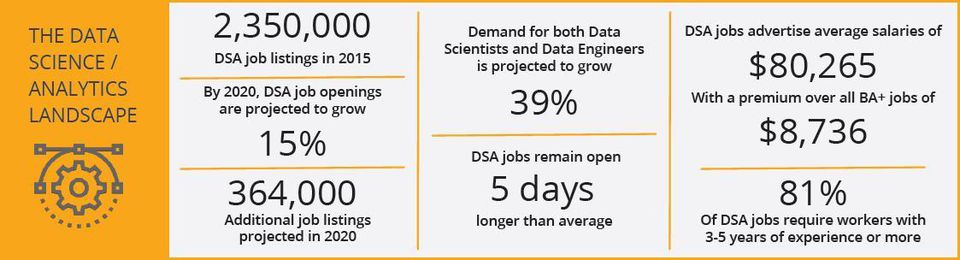 THE DATA
SCIENCE /
ANALYTICS
LANDSCAPE
2,350,000
DSA job listings in 2015
By 2020, DSA job openings
are projected to grow
15%
364,000
Additional job listings
projected in 2020
Demand for both Data
Scientists and Data Engineers
is projected to grow
39%
DSA jobs remain open
5 days
longer than average
DSA jobs advertise average salaries of
$80,265
With a premium over all BA+ jobs of
$8,736
81%
Of DSA jobs require workers with
3-5 years of experience or more